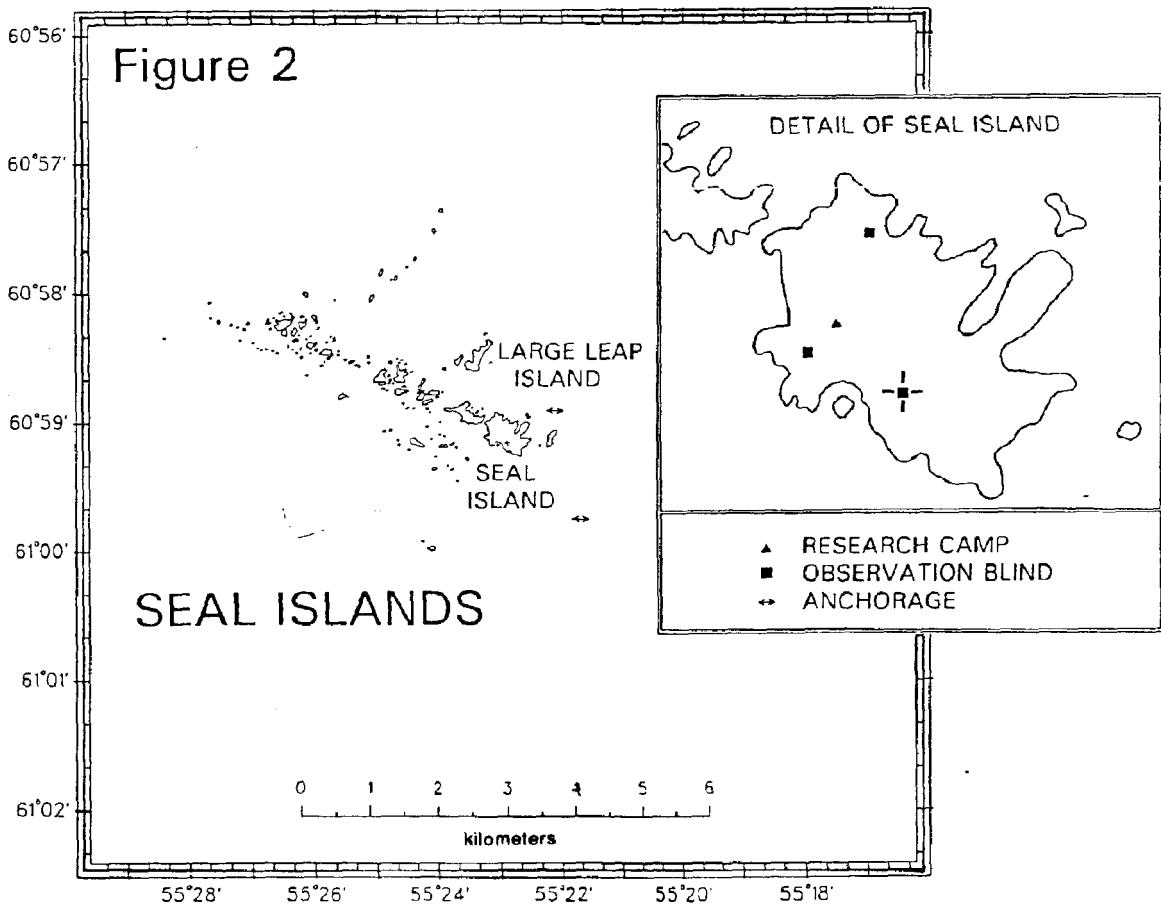 Figure 2
60°56'
60°57'
60°58'
60°59'
61°00'
61°01'
61°02'
LARGE LEAP
ISLAND
SEAL
ISLAND
SEAL ISLANDS
0 1 2 3 4 5 6
kilometers
55°28' 55°26' 55°24' 55°22' 55°20' 55°18'
DETAIL OF SEAL ISLAND
RESEARCH CAMP
OBSERVATION BLIND
ANCHORAGE